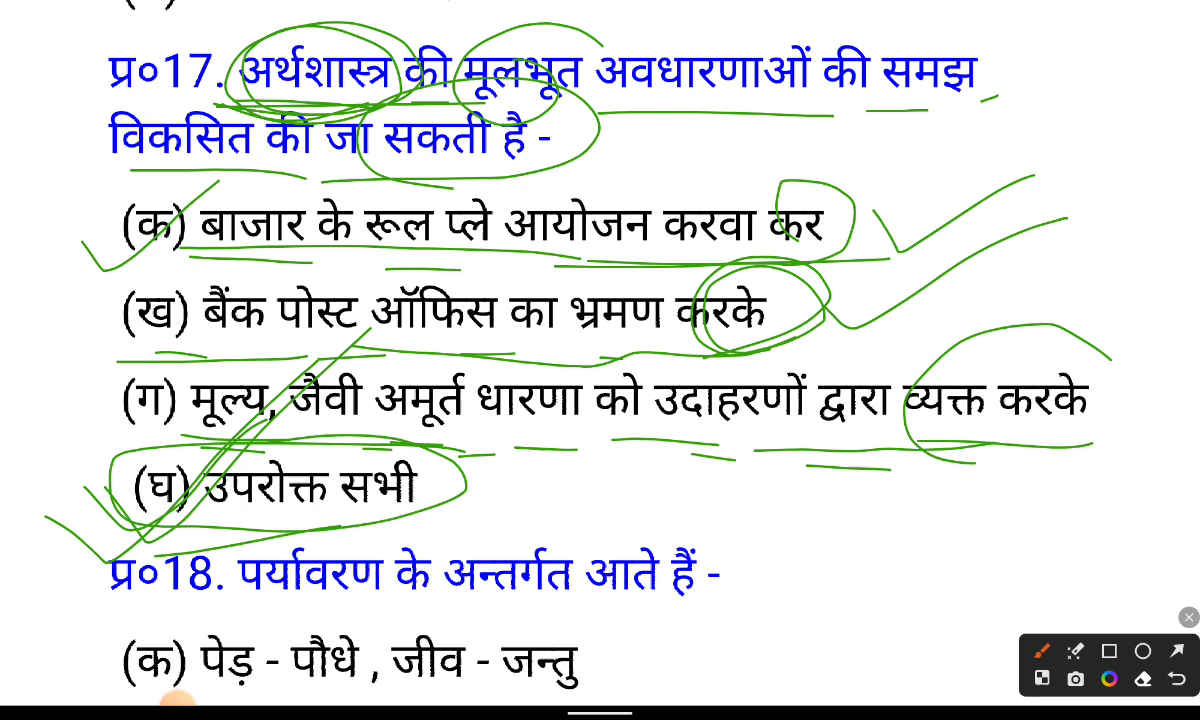 प्र०17. अर्थशास्त्र की मूलभूत अवधारणाओं की समझ
विकसित की जा सकती है -
(क) बाजार के रूल प्ले आयोजन करवा कर
(ख) बैंक पोस्ट ऑफिस का भ्रमण करके
(ग) मूल्य, जैवी अमूर्त धारणा को उदाहरणों द्वारा व्यक्त करके
(घ) उपरोक्त सभी
प्र०18. पर्यावरण के अन्तर्गत आते हैं -
(क) पेड़ - पौधे , जीव - जन्तु